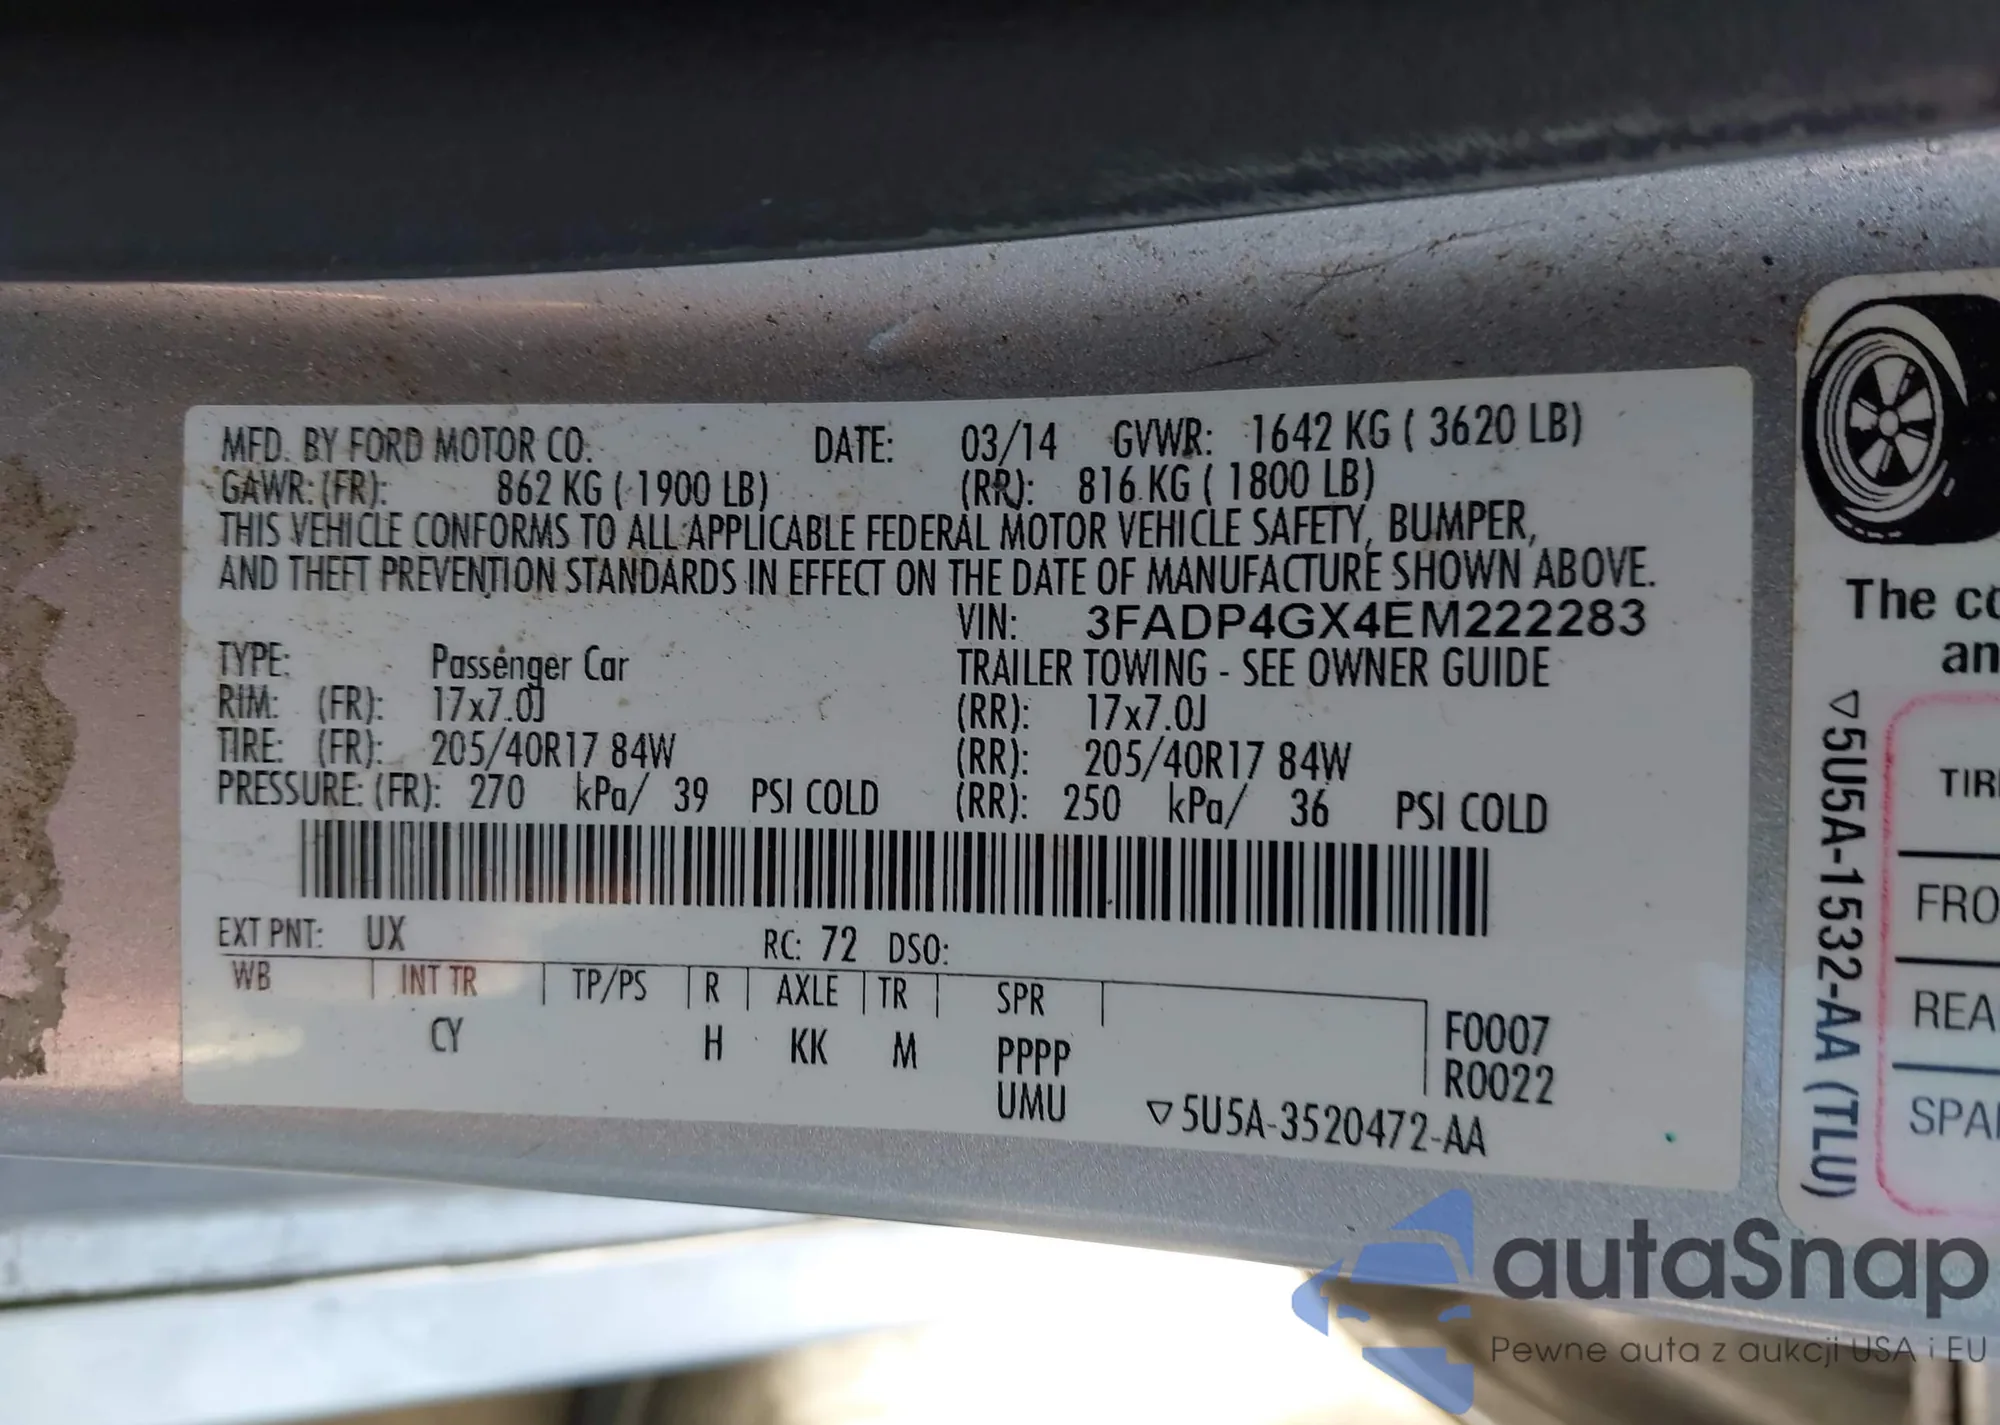 MFD. BY FORD MOTOR CO. DATE: 03/14 GVWR: 1642 KG ( 3620 LB)
GAWR: (FR): 862 KG ( 1900 LB) (RR): 816 KG ( 1800 LB)
THIS VEHICLE CONFORMS TO ALL APPLICABLE FEDERAL MOTOR VEHICLE SAFETY, BUMPER,
AND THEFT PREVENTION STANDARDS IN EFFECT ON THE DATE OF MANUFACTURE SHOWN ABOVE.
VIN: 3FADP4GX4EM222283
TYPE: Passenger Car TRAILER TOWING - SEE OWNER GUIDE
RIM: (FR): 17x7.0J (RR): 17x7.0J
TIRE: (FR): 205/40R17 84W (RR): 205/40R17 84W
PRESSURE: (FR): 270 kPa/ 39 PSI COLD (RR): 250 kPa/ 36 PSI COLD
EXT PNT: UX RC: 72 DSO:
WB INT TR TP/PS R AXLE TR SPR
CY H KK M PPPP
UMU
F0007
R0022
▽5U5A-3520472-AA
The co
an
▽5U5A-1532-AA (TLU)
TIR
FRO
REA
SPA
autaSnap
Pewne auta z aukcji USA i EU